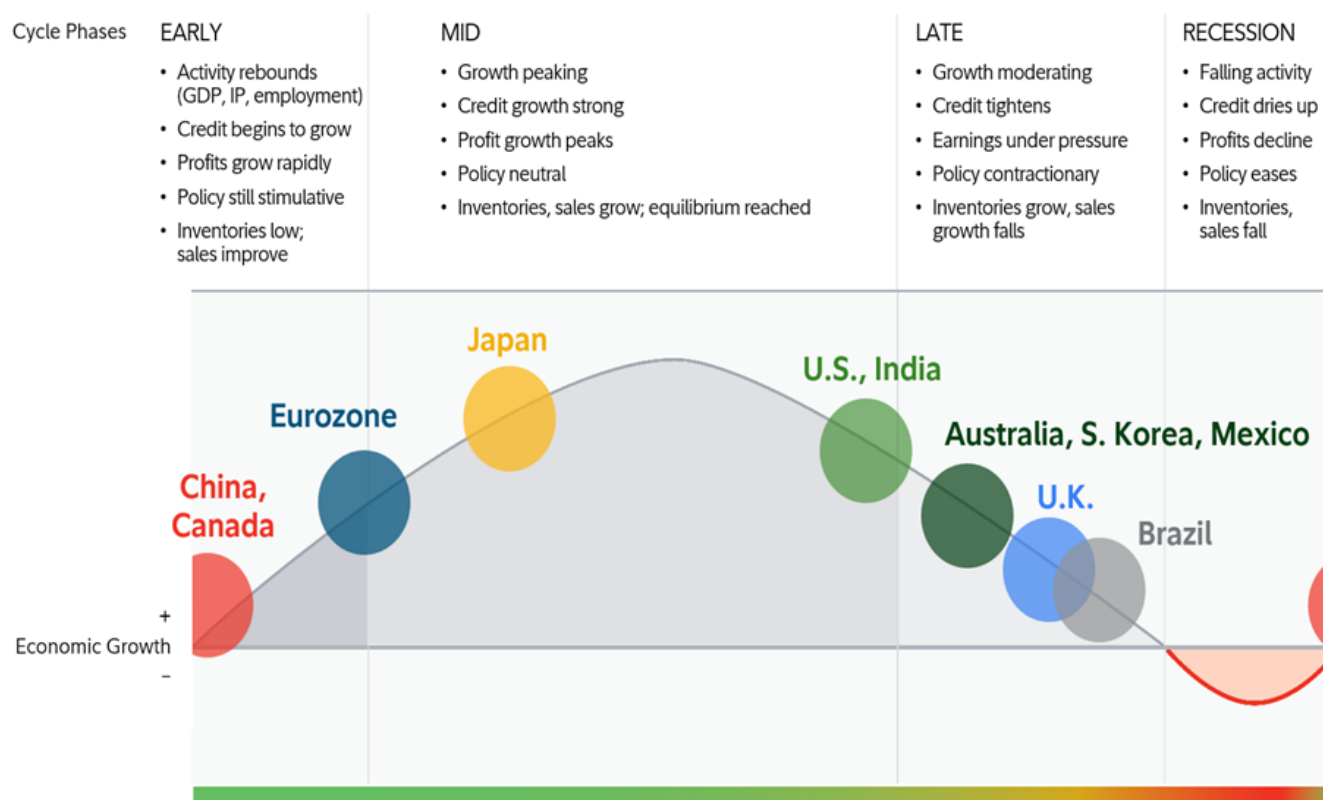 Cycle Phases
EARLY
• Activity rebounds
(GDP, IP, employment)
• Credit begins to grow
• Profits grow rapidly
• Policy still stimulative
• Inventories low;
sales improve
MID
• Growth peaking
• Credit growth strong
• Profit growth peaks
• Policy neutral
• Inventories, sales grow; equilibrium reached
LATE
• Growth moderating
• Credit tightens
• Earnings under pressure
• Policy contractionary
• Inventories grow, sales
growth falls
RECESSION
• Falling activity
• Credit dries up
• Profits decline
• Policy eases
• Inventories,
sales fall
China,
Canada
Eurozone
Japan
U.S., India
Australia, S. Korea, Mexico
U.K.
Brazil
+
Economic Growth
–